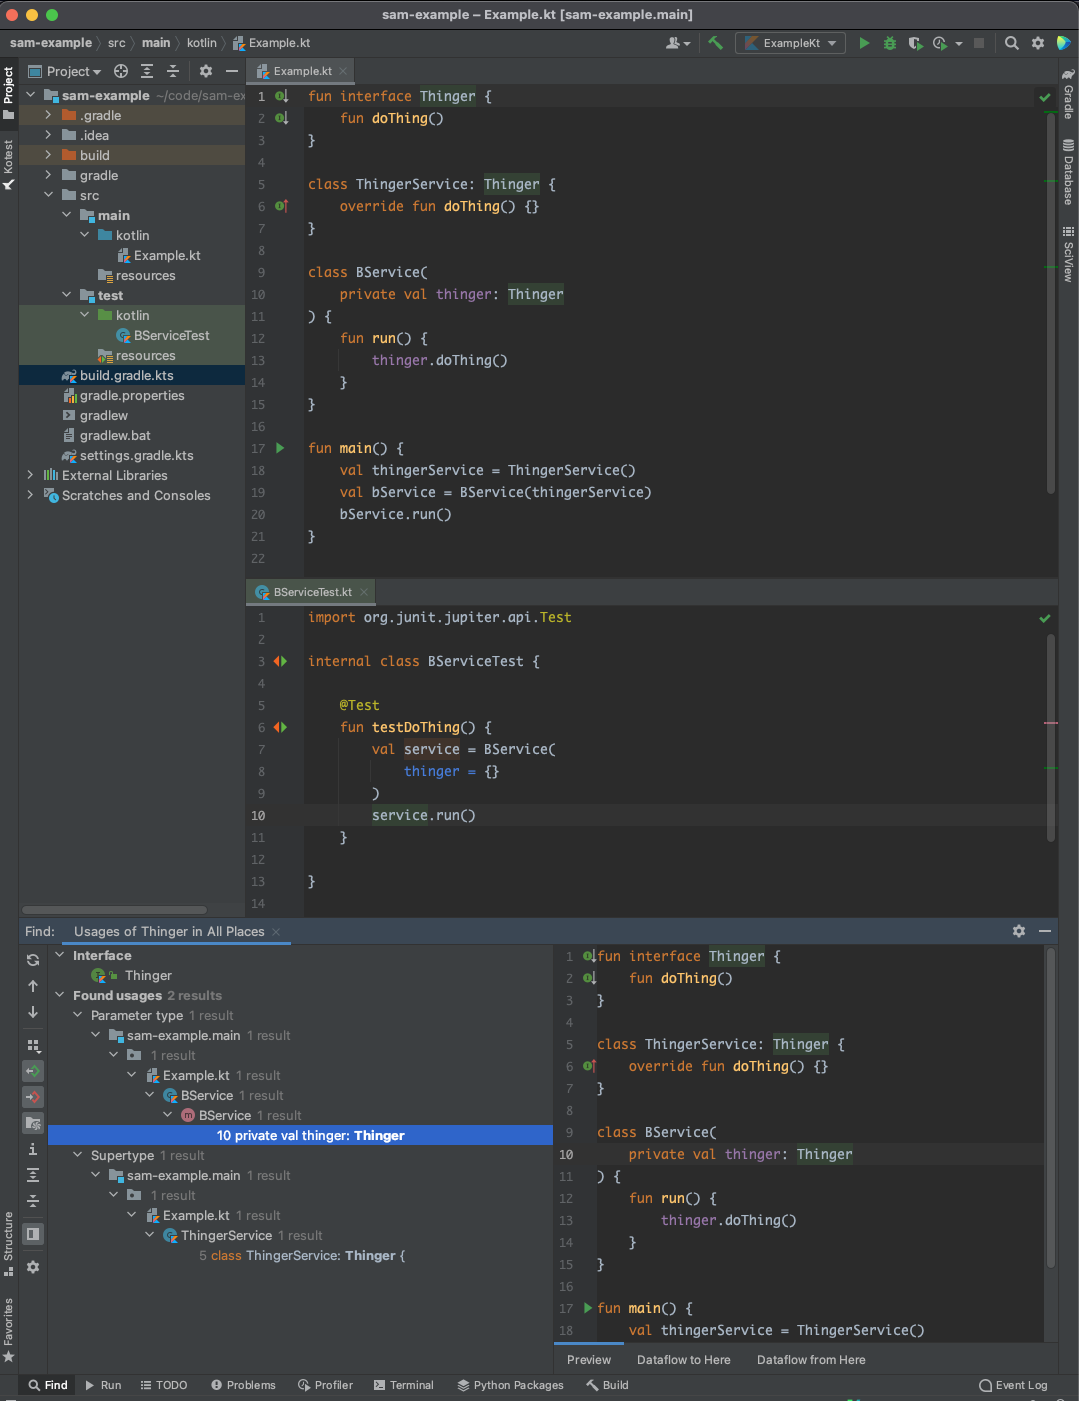 sam-example – Example.kt [sam-example.main]
sam-example src main kotlin Example.kt
ExampleKt
Project
Project
Kotest
Structure
Favorites
Gradle
Database
SciView
sam-example ~/code/sam-ex
.gradle
.idea
build
gradle
src
main
kotlin
Example.kt
resources
test
kotlin
BServiceTest
resources
build.gradle.kts
gradle.properties
gradlew
gradlew.bat
settings.gradle.kts
External Libraries
Scratches and Consoles
Example.kt
1 fun interface Thinger {
2 fun doThing()
3 }
4
5 class ThingerService: Thinger {
6 override fun doThing() {}
7 }
8
9 class BService(
10 private val thinger: Thinger
11 ) {
12 fun run() {
13 thinger.doThing()
14 }
15 }
16
17 fun main() {
18 val thingerService = ThingerService()
19 val bService = BService(thingerService)
20 bService.run()
21 }
22
BServiceTest.kt
1 import org.junit.jupiter.api.Test
2
3 internal class BServiceTest {
4
5 @Test
6 fun testDoThing() {
7 val service = BService(
8 thinger = {}
9 )
10 service.run()
11 }
12
13 }
14
Find: Usages of Thinger in All Places
Interface
Thinger
Found usages 2 results
Parameter type 1 result
sam-example.main 1 result
1 result
Example.kt 1 result
BService 1 result
m BService 1 result
10 private val thinger: Thinger
Supertype 1 result
sam-example.main 1 result
1 result
Example.kt 1 result
ThingerService 1 result
5 class ThingerService: Thinger {
1 fun interface Thinger {
2 fun doThing()
3 }
4
5 class ThingerService: Thinger {
6 override fun doThing() {}
7 }
8
9 class BService(
10 private val thinger: Thinger
11 ) {
12 fun run() {
13 thinger.doThing()
14 }
15 }
16
17 fun main() {
18 val thingerService = ThingerService()
Preview Dataflow to Here Dataflow from Here
Find Run TODO Problems Profiler Terminal Python Packages Build Event Log